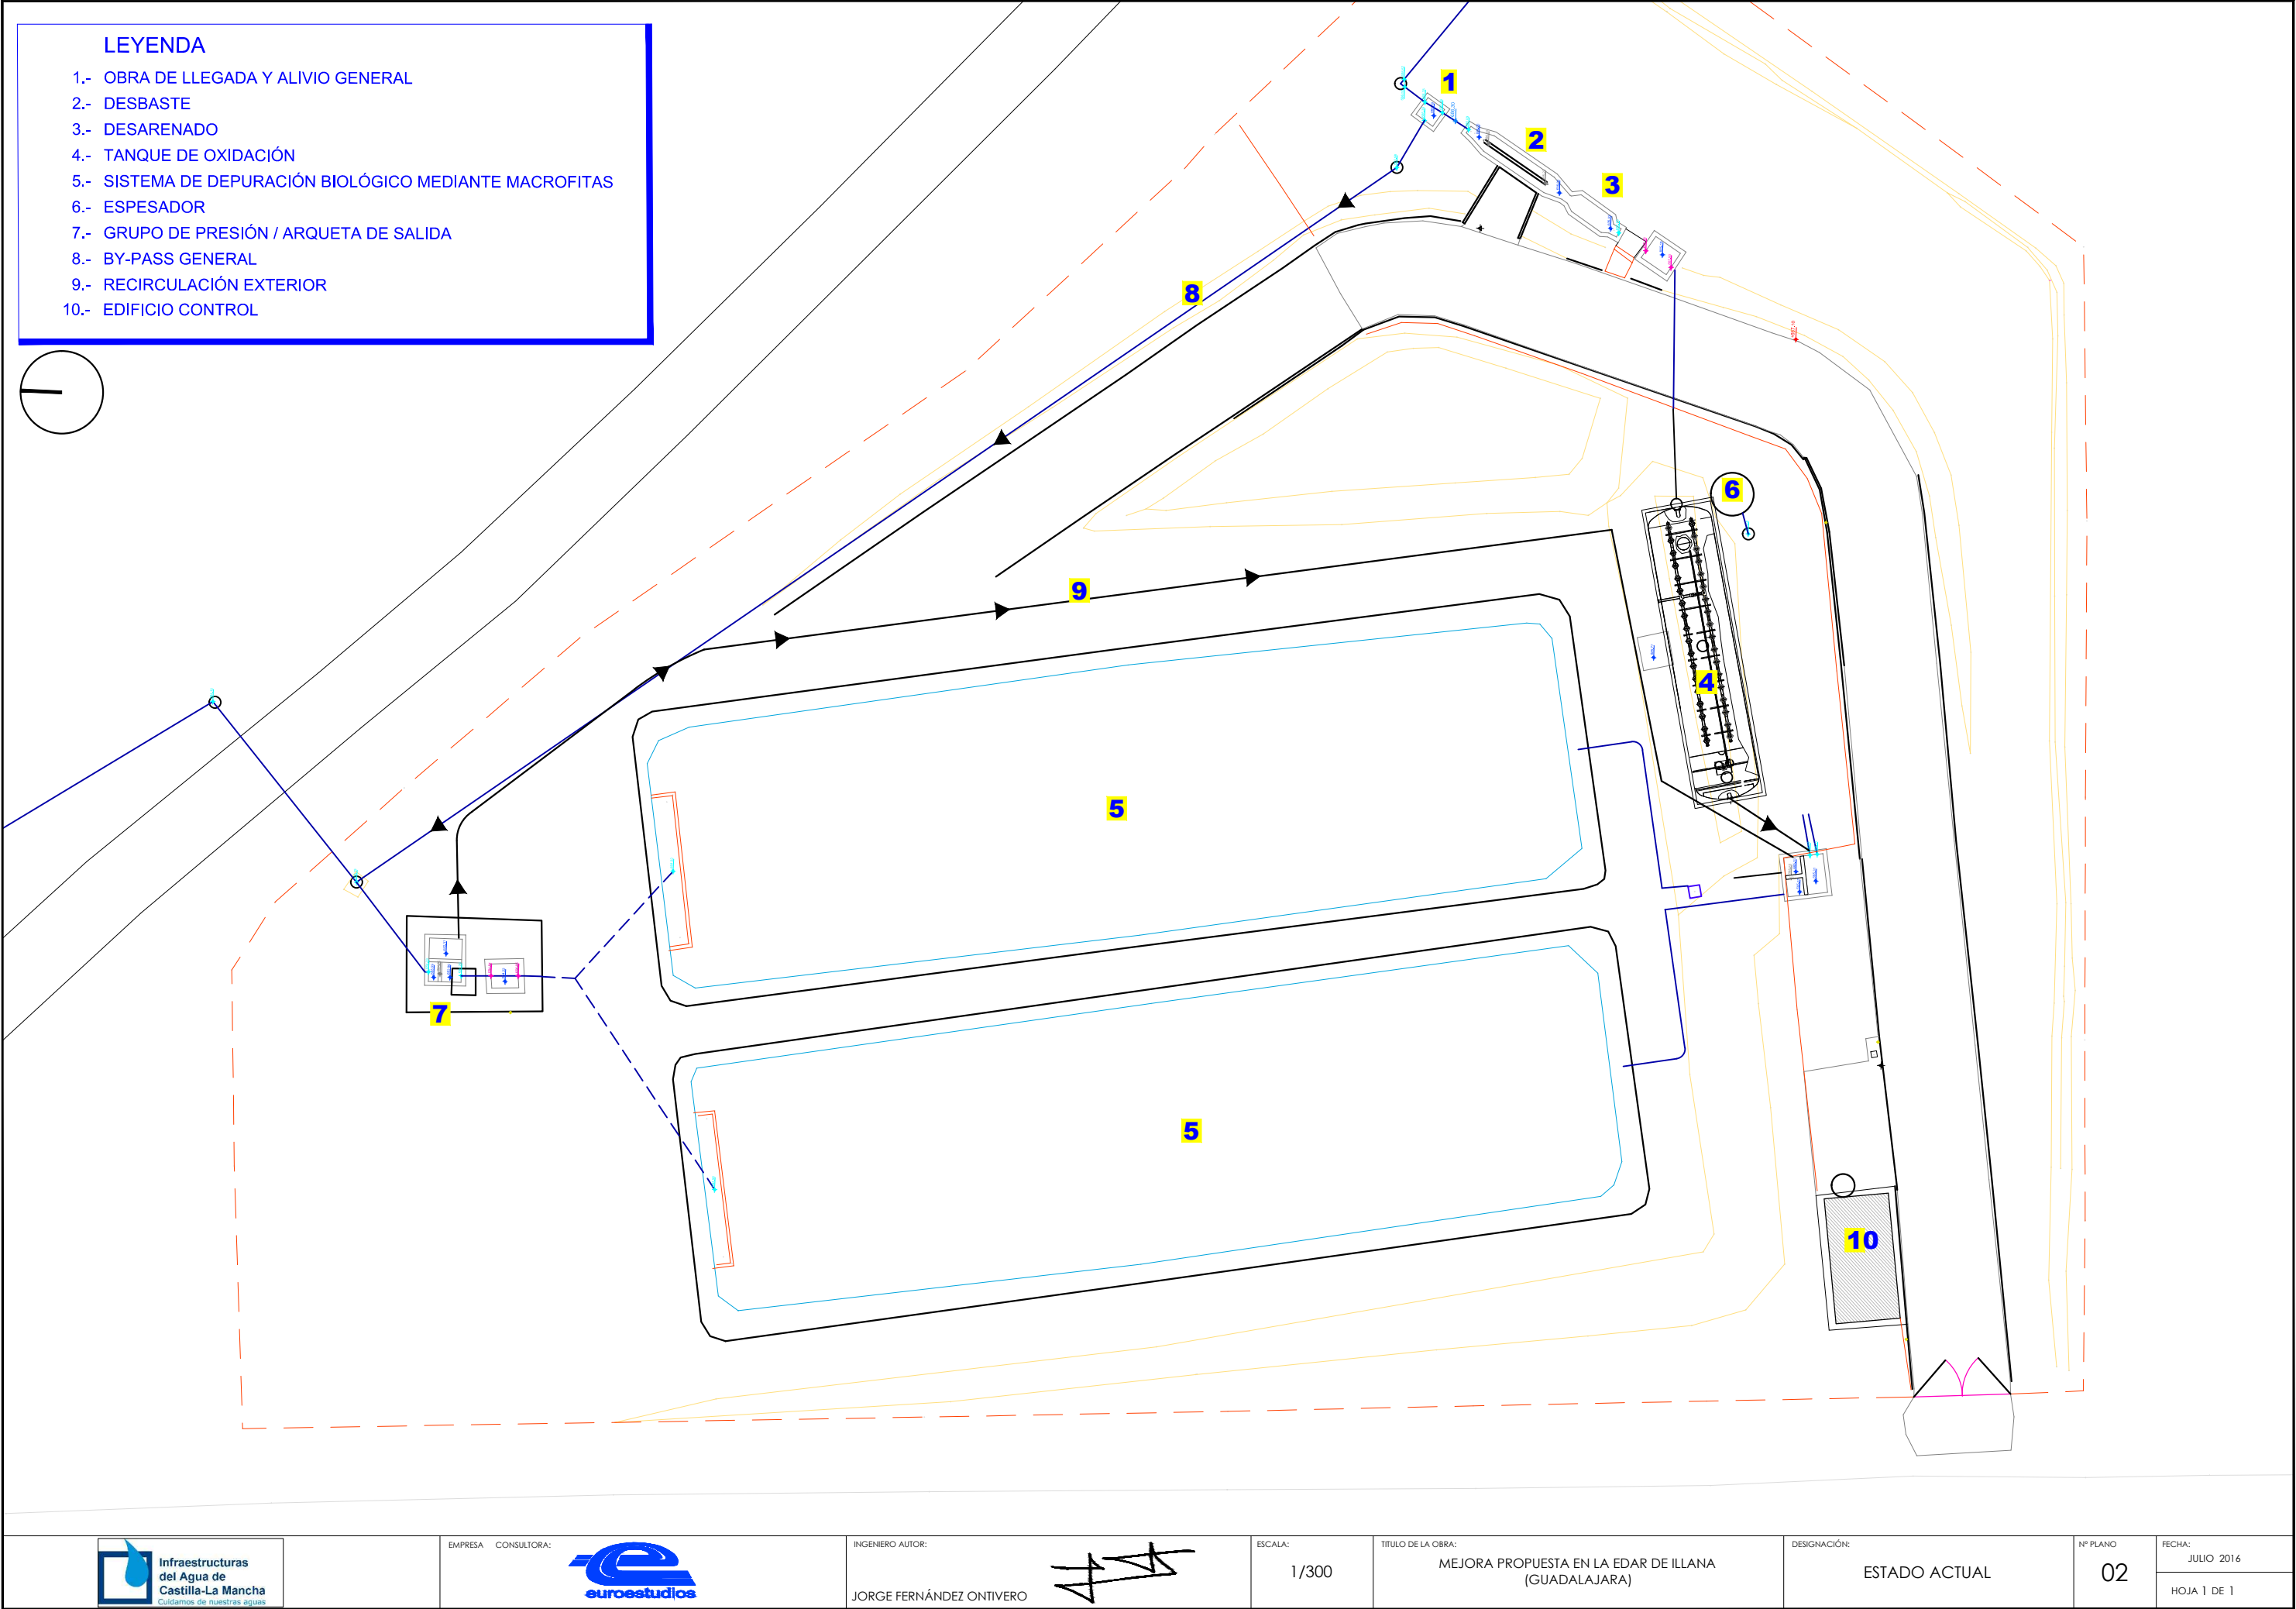 LEYENDA
1.- OBRA DE LLEGADA Y ALIVIO GENERAL
2.- DESBASTE
3.- DESARENADO
4.- TANQUE DE OXIDACIÓN
5.- SISTEMA DE DEPURACIÓN BIOLÓGICO MEDIANTE MACROFITAS
6.- ESPESADOR
7.- GRUPO DE PRESIÓN / ARQUETA DE SALIDA
8.- BY-PASS GENERAL
9.- RECIRCULACIÓN EXTERIOR
10.- EDIFICIO CONTROL
1
2
3
8
6
9
4
5
7
5
10
Infraestructuras
del Agua de
Castilla-La Mancha
Cuidamos de nuestras aguas
EMPRESA CONSULTORA:
euroestudios
INGENIERO AUTOR:
JORGE FERNÁNDEZ ONTIVERO
ESCALA:
1/300
TITULO DE LA OBRA:
MEJORA PROPUESTA EN LA EDAR DE ILLANA
(GUADALAJARA)
DESIGNACIÓN:
ESTADO ACTUAL
Nº PLANO
02
FECHA:
JULIO 2016
HOJA 1 DE 1